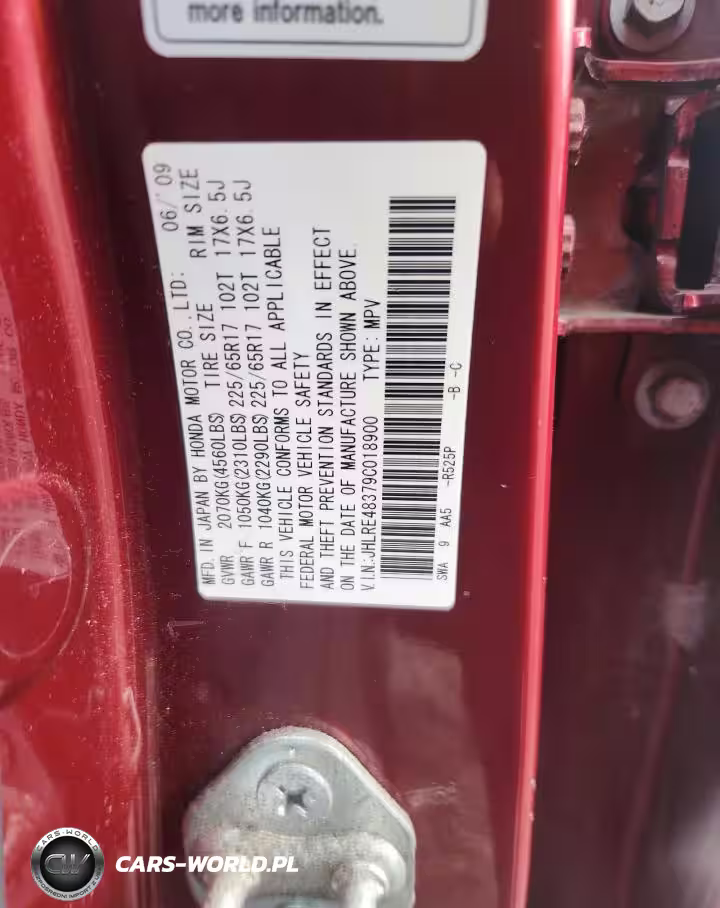 more information.
MFD. IN JAPAN BY HONDA MOTOR CO., LTD: 06/'09
GVWR 2070KG(4560LBS) TIRE SIZE RIM SIZE
GAWR F 1050KG(2310LBS) 225/65R17 102T 17X6.5J
GAWR R 1040KG(2290LBS) 225/65R17 102T 17X6.5J
THIS VEHICLE CONFORMS TO ALL APPLICABLE
FEDERAL MOTOR VEHICLE SAFETY
AND THEFT PREVENTION STANDARDS IN EFFECT
ON THE DATE OF MANUFACTURE SHOWN ABOVE.
V.I.N.:JHLRE48379C018900 TYPE: MPV
SWA 9 AA5 -R525P -B -C
CARS-WORLD
CW
CARS-WORLD.PL